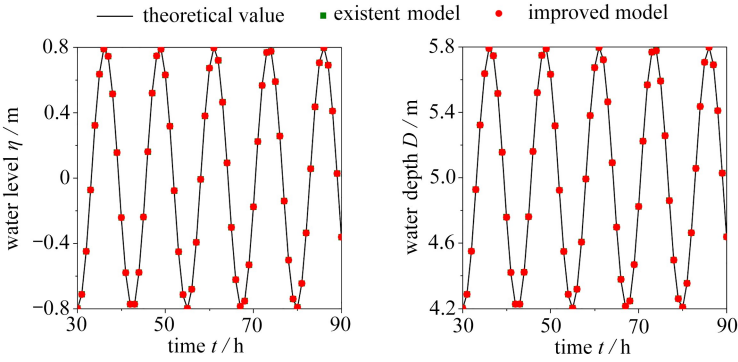 theoretical value existent model improved model
0.8
0.4
0
−0.4
−0.8
30 50 70 90
water level η / m
time t / h
5.8
5.4
5.0
4.6
4.2
30 50 70 90
water depth D / m
time t / h